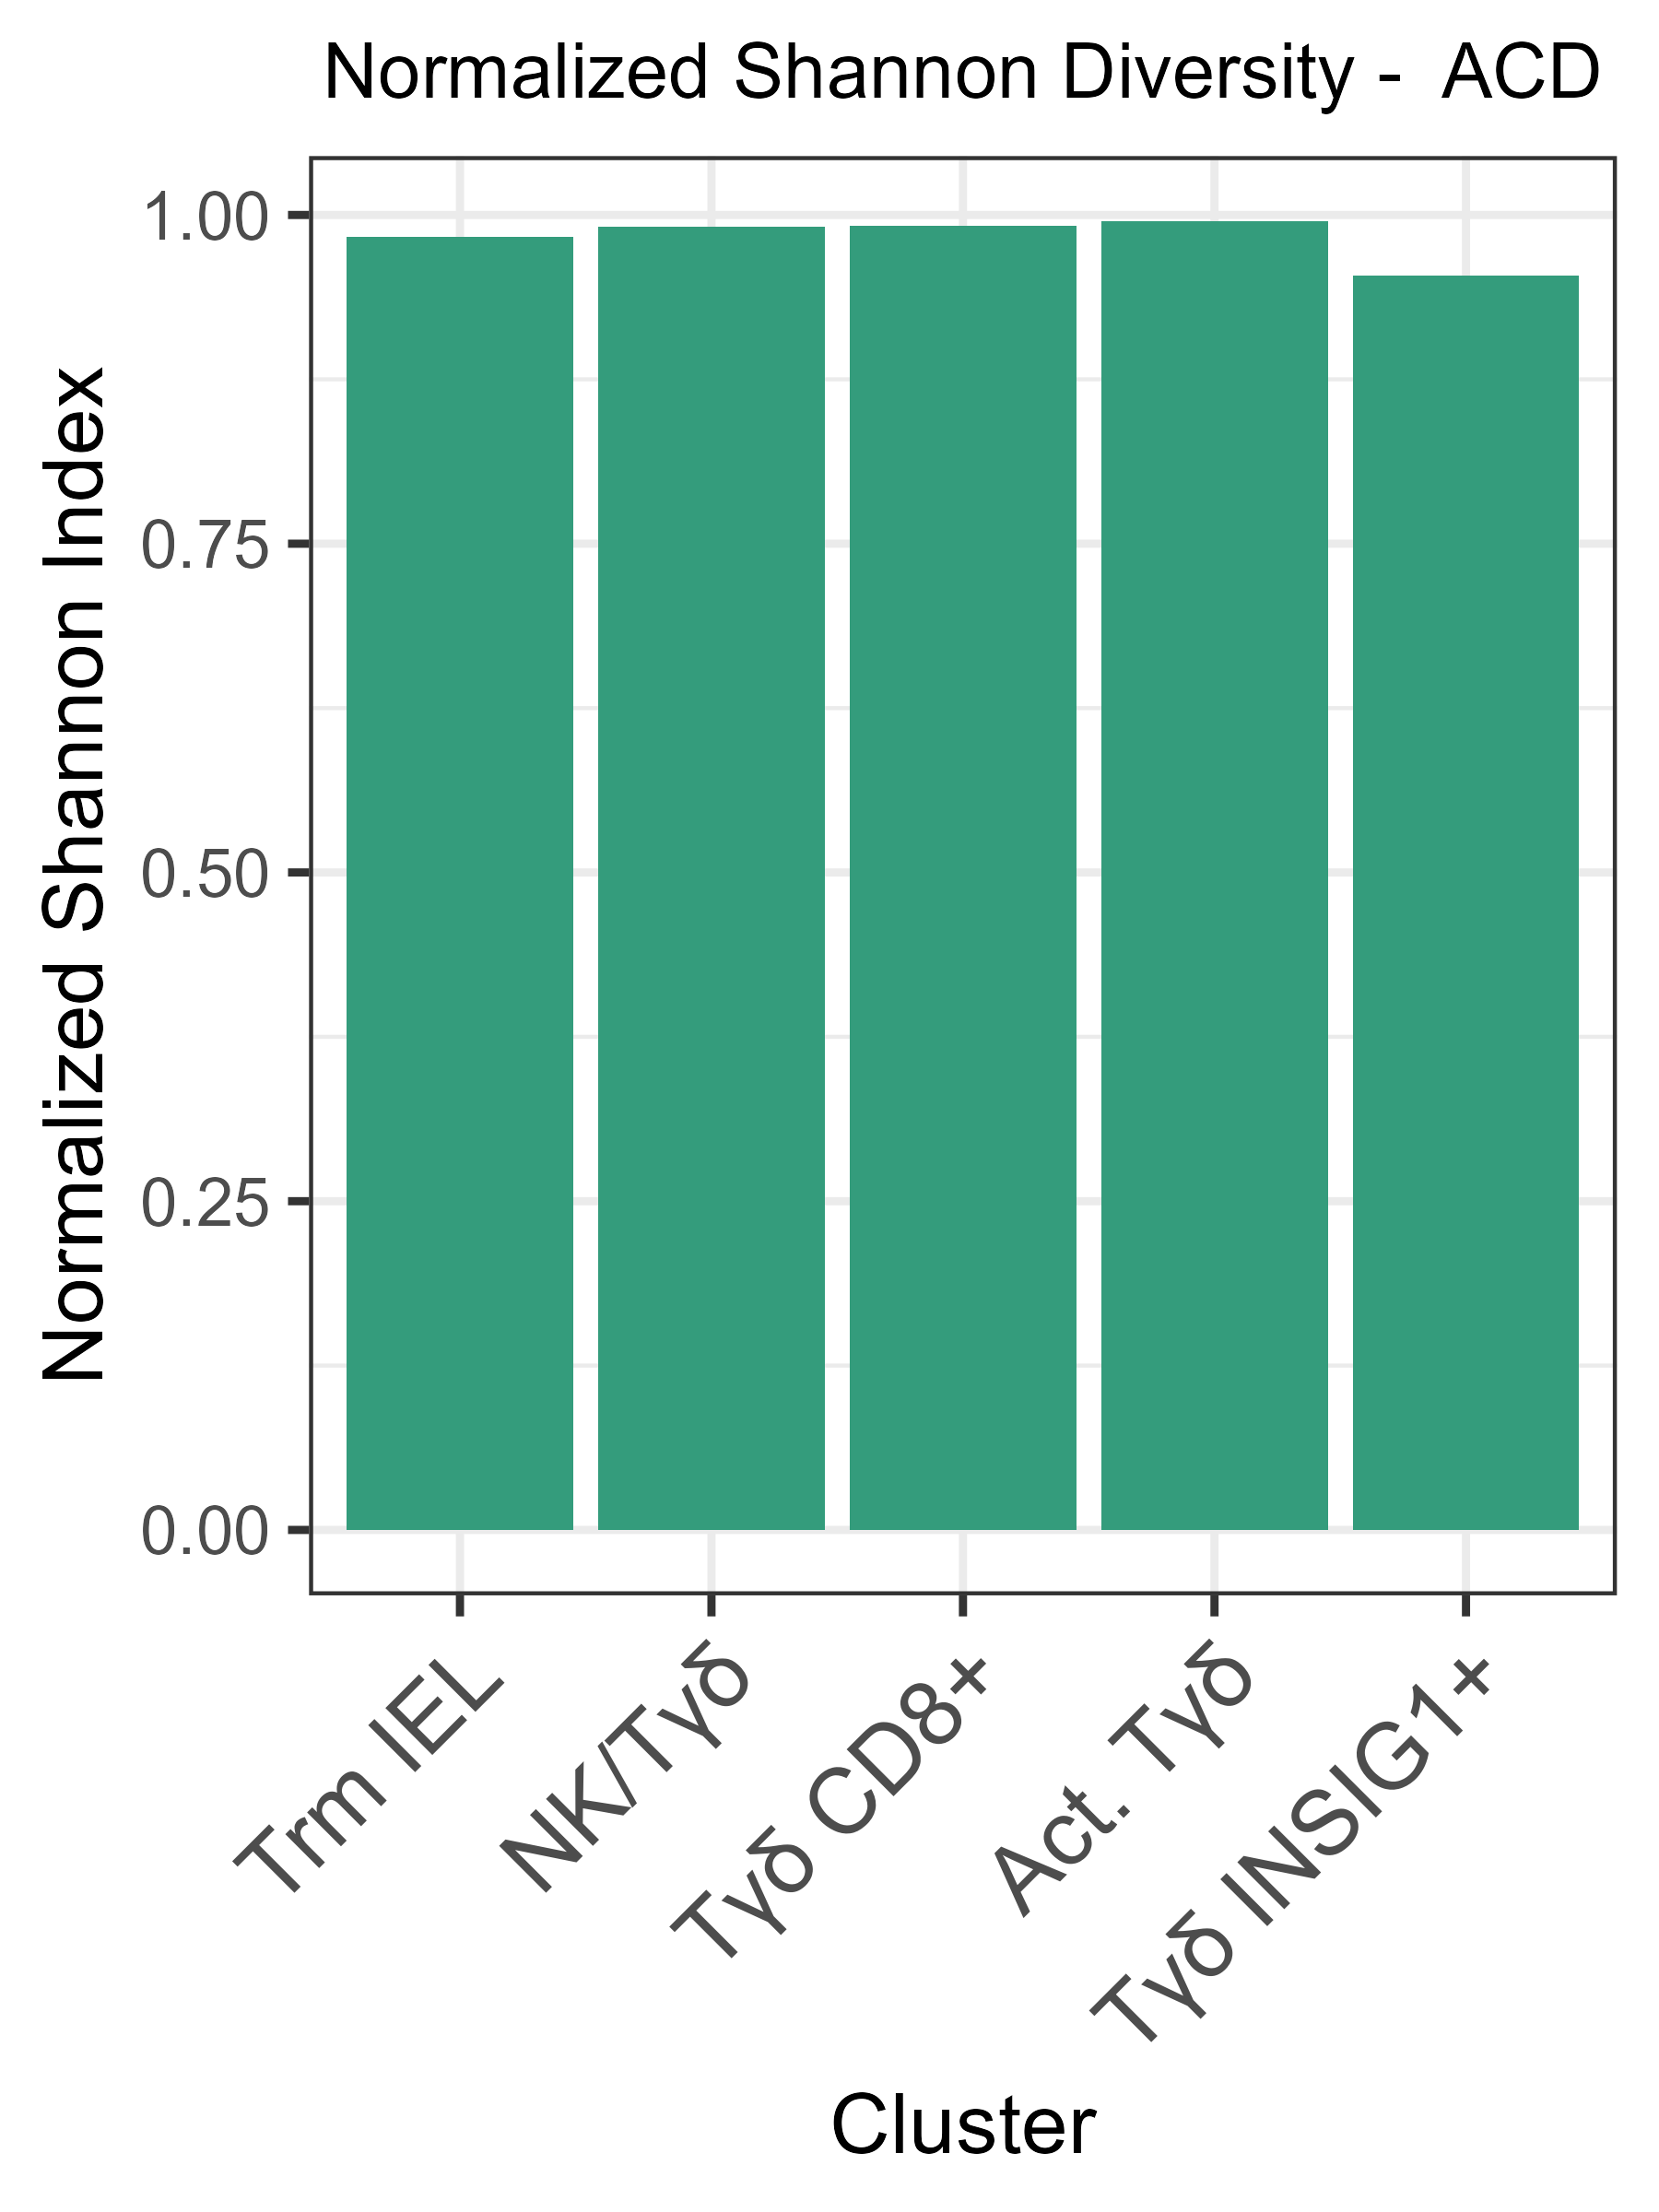 Normalized Shannon Diversity -  ACD
Normalized Shannon Index
1.00
0.75
0.50
0.25
0.00
Trm IEL
NK/Tγδ
Tγδ CD8+
Act. Tγδ
Tγδ INSIG1+
Cluster